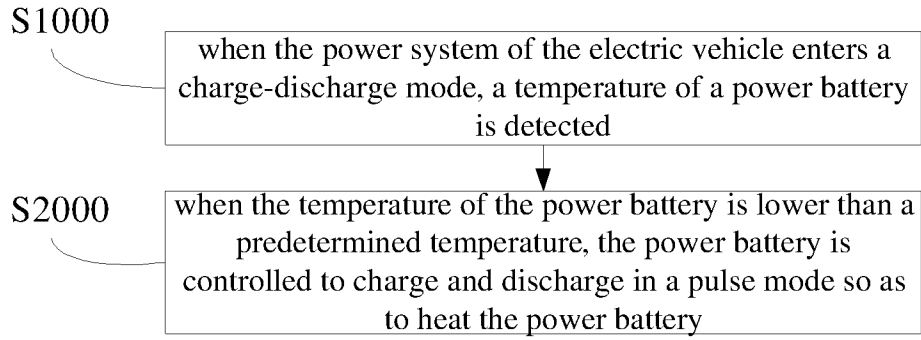 S1000
when the power system of the electric vehicle enters a
charge-discharge mode, a temperature of a power battery
is detected
S2000
when the temperature of the power battery is lower than a
predetermined temperature, the power battery is
controlled to charge and discharge in a pulse mode so as
to heat the power battery